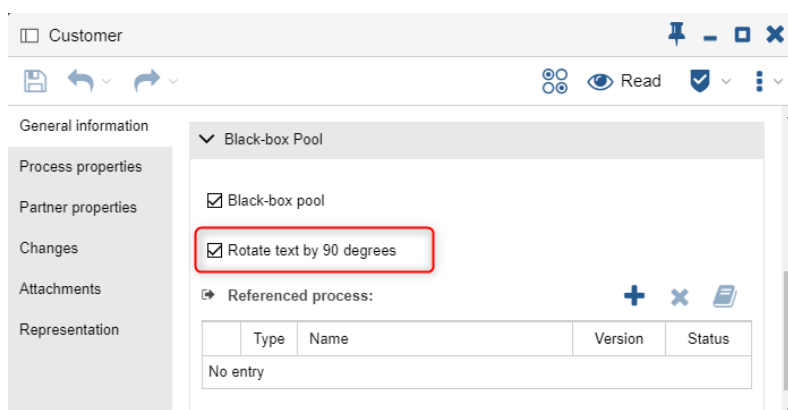 Customer
Read
General information
Process properties
Partner properties
Changes
Attachments
Representation
Black-box Pool
Black-box pool
Rotate text by 90 degrees
Referenced process:
Type Name Version Status
No entry